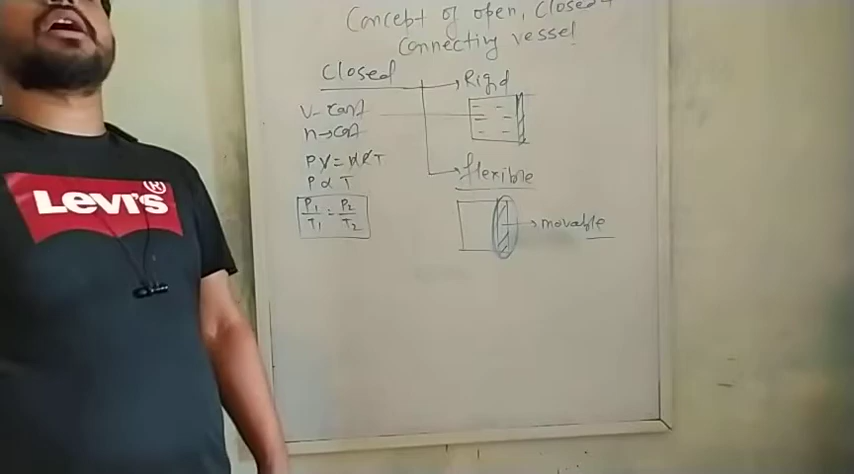 Concept of open, closed &
Connecting vessel
Closed
Rigid
V- const
n→const
PV=nRT
P∝T
P1/T1 = P2/T2
flexible
movable
LEVI'S®